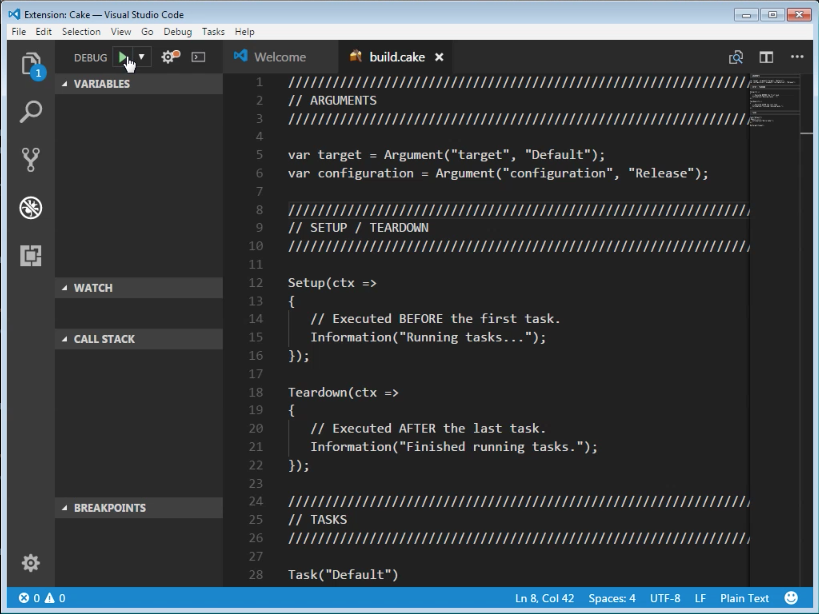 Extension: Cake — Visual Studio Code
File Edit Selection View Go Debug Tasks Help
1
DEBUG
Welcome
build.cake
VARIABLES
WATCH
CALL STACK
BREAKPOINTS
1 ///////////////////////////////////////////////////////////////
2 // ARGUMENTS
3 ///////////////////////////////////////////////////////////////
4
5 var target = Argument("target", "Default");
6 var configuration = Argument("configuration", "Release");
7
8 ///////////////////////////////////////////////////////////////
9 // SETUP / TEARDOWN
10 ///////////////////////////////////////////////////////////////
11
12 Setup(ctx =>
13 {
14 // Executed BEFORE the first task.
15 Information("Running tasks...");
16 });
17
18 Teardown(ctx =>
19 {
20 // Executed AFTER the last task.
21 Information("Finished running tasks.");
22 });
23
24 ///////////////////////////////////////////////////////////////
25 // TASKS
26 ///////////////////////////////////////////////////////////////
27
28 Task("Default")
0 0
Ln 8, Col 42 Spaces: 4 UTF-8 LF Plain Text